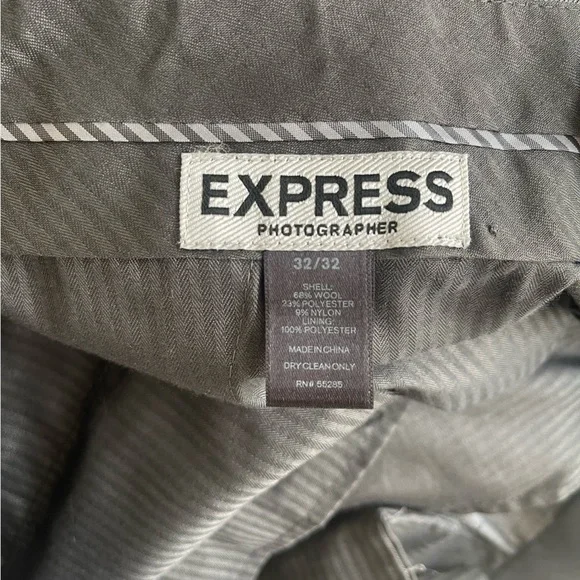 EXPRESS
PHOTOGRAPHER
32/32
SHELL:
68% WOOL
23% POLYESTER
9% NYLON
LINING:
100% POLYESTER
MADE IN CHINA
DRY CLEAN ONLY
RN# 55285